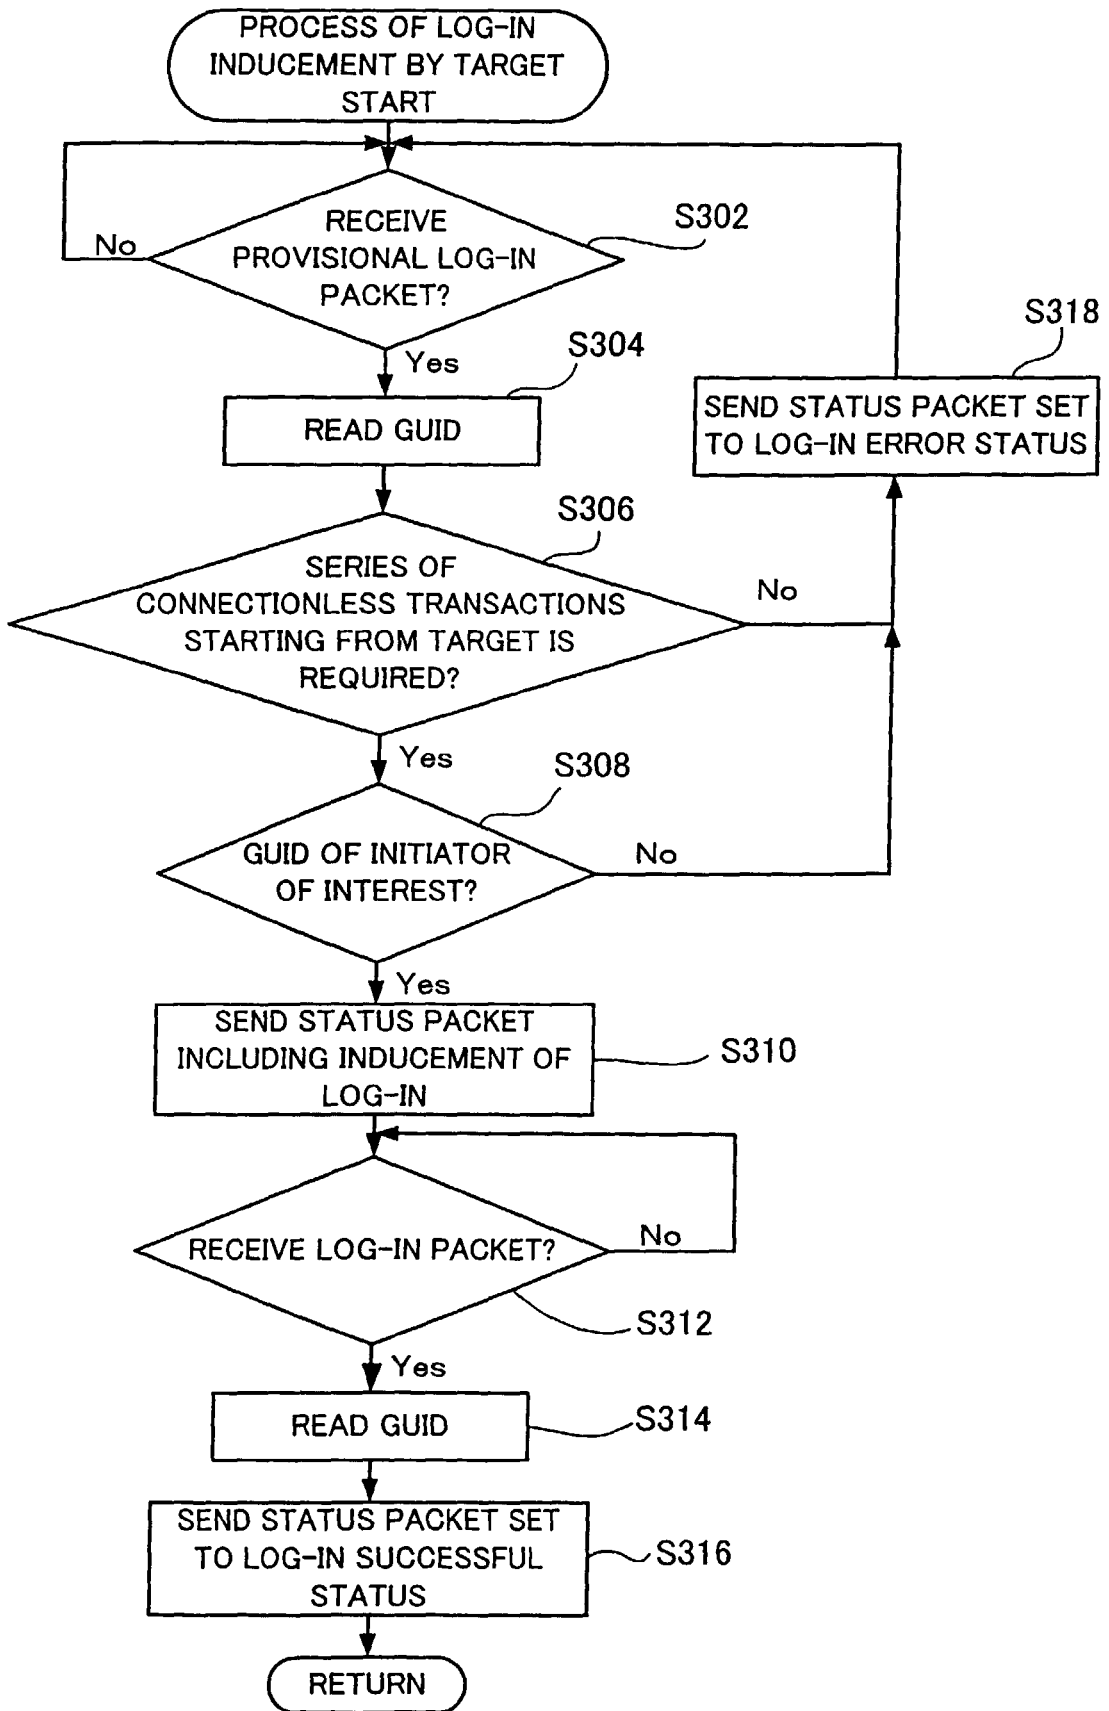 PROCESS OF LOG-IN
INDUCEMENT BY TARGET
START
RECEIVE
PROVISIONAL LOG-IN
PACKET?
No
S302
Yes
S304
READ GUID
S318
SEND STATUS PACKET SET
TO LOG-IN ERROR STATUS
S306
SERIES OF
CONNECTIONLESS TRANSACTIONS
STARTING FROM TARGET IS
REQUIRED?
No
Yes
S308
GUID OF INITIATOR
OF INTEREST?
No
Yes
SEND STATUS PACKET
INCLUDING INDUCEMENT OF
LOG-IN
S310
RECEIVE LOG-IN PACKET?
No
S312
Yes
READ GUID
S314
SEND STATUS PACKET SET
TO LOG-IN SUCCESSFUL
STATUS
S316
RETURN